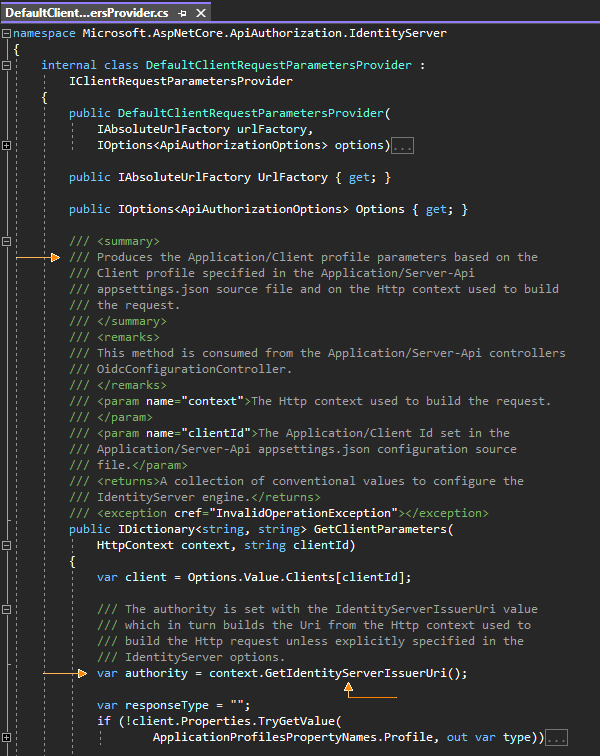 DefaultClient...ersProvider.cs
namespace Microsoft.AspNetCore.ApiAuthorization.IdentityServer
{
internal class DefaultClientRequestParametersProvider :
IClientRequestParametersProvider
{
public DefaultClientRequestParametersProvider(
IAbsoluteUrlFactory urlFactory,
IOptions<ApiAuthorizationOptions> options)...
public IAbsoluteUrlFactory UrlFactory { get; }
public IOptions<ApiAuthorizationOptions> Options { get; }
/// <summary>
/// Produces the Application/Client profile parameters based on the
/// Client profile specified in the Application/Server-Api
/// appsettings.json source file and on the Http context used to build
/// the request.
/// </summary>
/// <remarks>
/// This method is consumed from the Application/Server-Api controllers
/// OidcConfigurationController.
/// </remarks>
/// <param name="context">The Http context used to build the request.
/// </param>
/// <param name="clientId">The Application/Client Id set in the
/// Application/Server-Api appsettings.json configuration source
/// file.</param>
/// <returns>A collection of conventional values to configure the
/// IdentityServer engine.</returns>
/// <exception cref="InvalidOperationException"></exception>
public IDictionary<string, string> GetClientParameters(
HttpContext context, string clientId)
{
var client = Options.Value.Clients[clientId];
/// The authority is set with the IdentityServerIssuerUri value
/// which in turn builds the Uri from the Http context used to
/// build the Http request unless explicitly specified in the
/// IdentityServer options.
var authority = context.GetIdentityServerIssuerUri();
var responseType = "";
if (!client.Properties.TryGetValue(
ApplicationProfilesPropertyNames.Profile, out var type))...